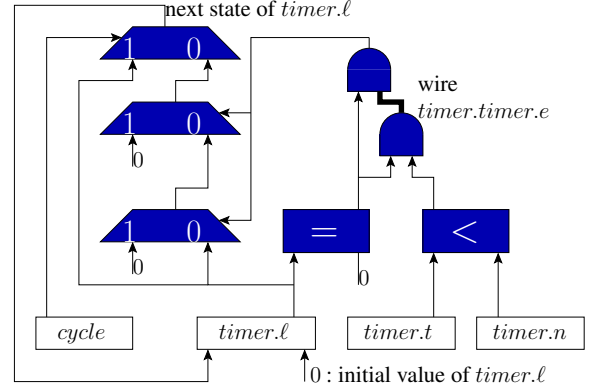 next state of timer.ℓ
1 0
wire
timer.timer.e
1 0
0
1 0
0
=
<
0
cycle
timer.ℓ
timer.t
timer.n
0 : initial value of timer.ℓ